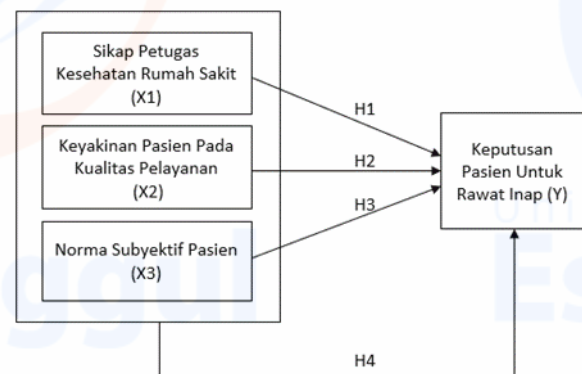 Sikap Petugas
Kesehatan Rumah Sakit
(X1)
Keyakinan Pasien Pada
Kualitas Pelayanan
(X2)
Norma Subyektif Pasien
(X3)
H1
H2
H3
Keputusan
Pasien Untuk
Rawat Inap (Y)
H4